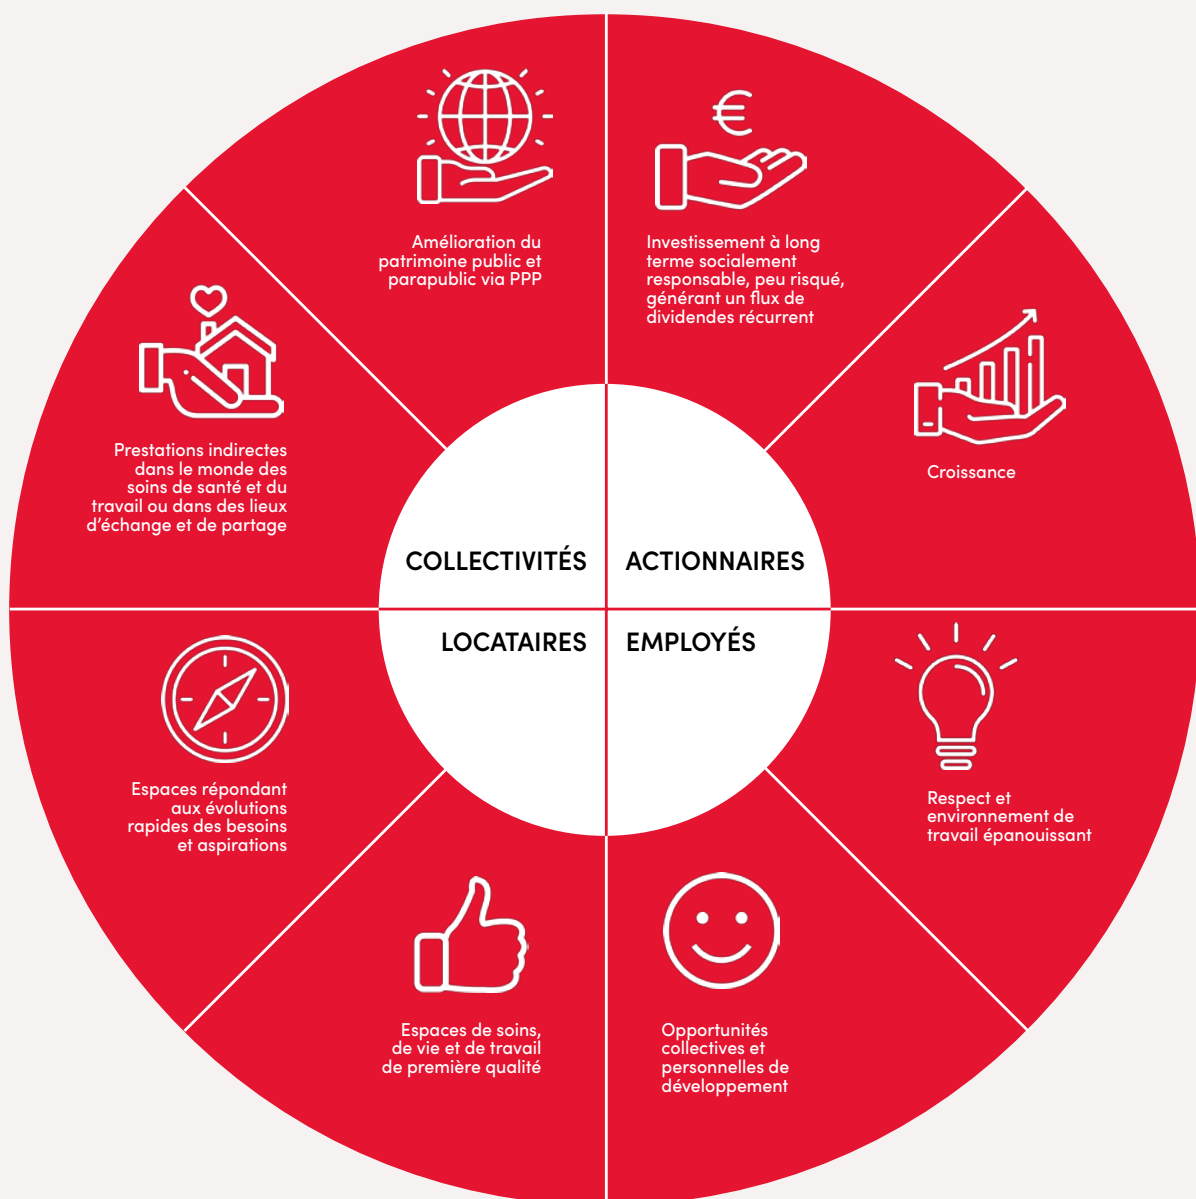 Amélioration du
patrimoine public et
parapublic via PPP
€
Investissement à long
terme socialement
responsable, peu risqué,
générant un flux de
dividendes récurrent
Prestations indirectes
dans le monde des
soins de santé et du
travail ou dans des lieux
d’échange et de partage
Croissance
COLLECTIVITÉS
ACTIONNAIRES
LOCATAIRES
EMPLOYÉS
Espaces répondant
aux évolutions
rapides des besoins
et aspirations
Respect et
environnement de
travail épanouissant
Espaces de soins,
de vie et de travail
de première qualité
Opportunités
collectives et
personnelles de
développement